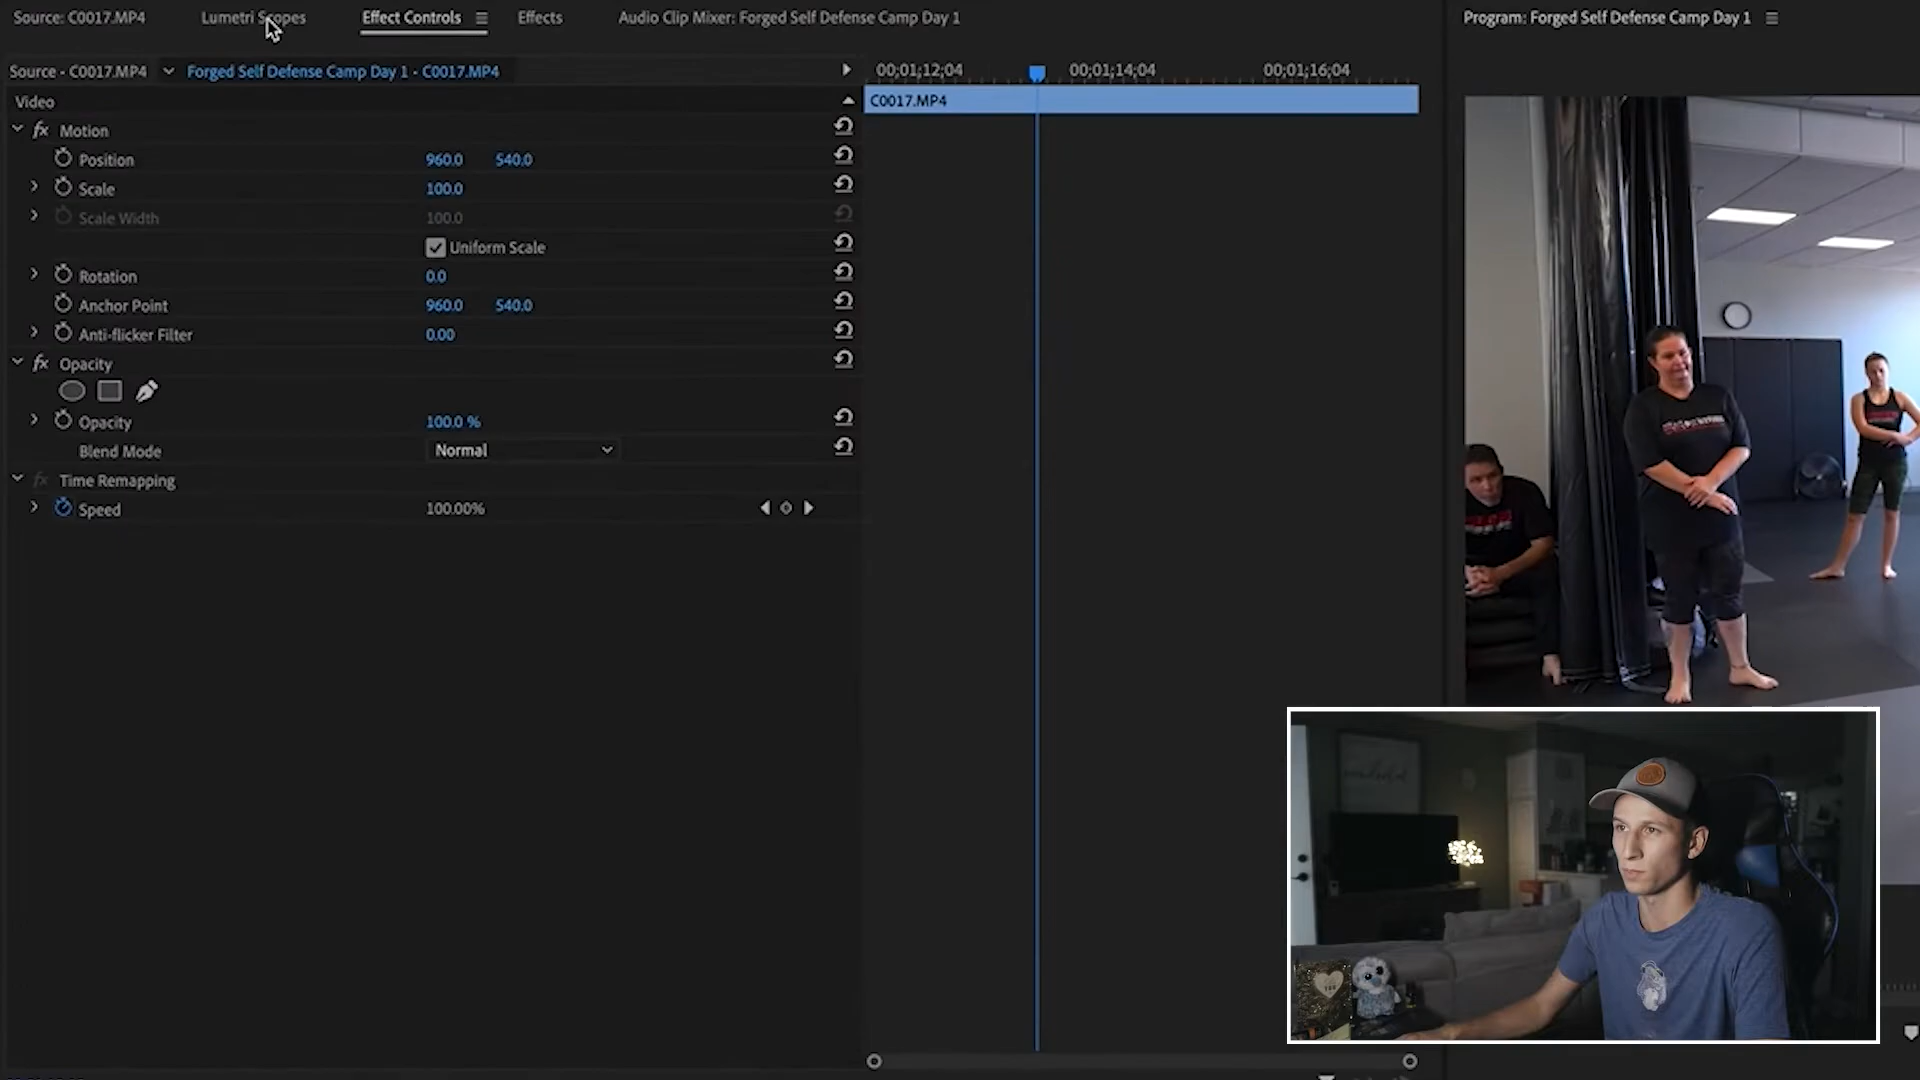 Source: C0017.MP4 Lumetri Scopes Effect Controls Effects Audio Clip Mixer: Forged Self Defense Camp Day 1 Program: Forged Self Defense Camp Day 1
Source - C0017.MP4 Forged Self Defense Camp Day 1 - C0017.MP4 00;01;12;04 00;01;14;04 00;01;16;04
Video C0017.MP4
fx Motion
Position 960.0 540.0
Scale 100.0
Scale Width 100.0
Uniform Scale
Rotation 0.0
Anchor Point 960.0 540.0
Anti-flicker Filter 0.00
fx Opacity
Opacity 100.0 %
Blend Mode Normal
fx Time Remapping
Speed 100.00%